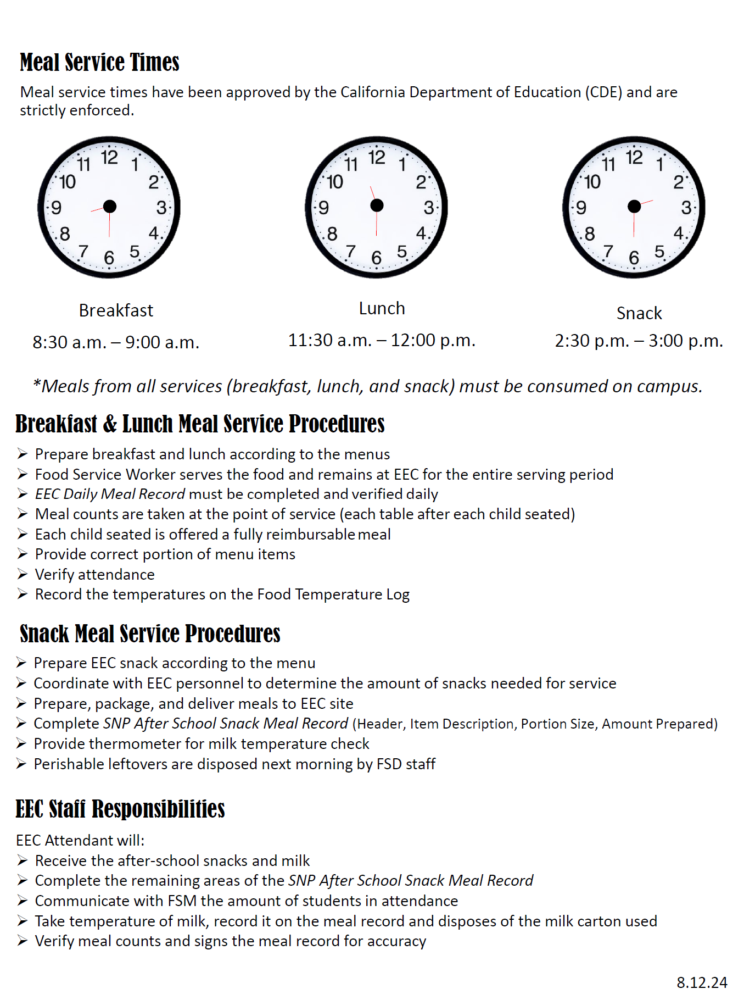 Meal Service Times
Meal service times have been approved by the California Department of Education (CDE) and are
strictly enforced.
12
11
1
10
2
9
3
8
4
7
6
5
12
11
1
10
2
9
3
8
4
7
6
5
12
11
1
10
2
9
3
8
4
7
6
5
Breakfast
8:30 a.m. – 9:00 a.m.
Lunch
11:30 a.m. – 12:00 p.m.
Snack
2:30 p.m. – 3:00 p.m.
*Meals from all services (breakfast, lunch, and snack) must be consumed on campus.
Breakfast & Lunch Meal Service Procedures
➢ Prepare breakfast and lunch according to the menus
➢ Food Service Worker serves the food and remains at EEC for the entire serving period
➢ EEC Daily Meal Record must be completed and verified daily
➢ Meal counts are taken at the point of service (each table after each child seated)
➢ Each child seated is offered a fully reimbursable meal
➢ Provide correct portion of menu items
➢ Verify attendance
➢ Record the temperatures on the Food Temperature Log
Snack Meal Service Procedures
➢ Prepare EEC snack according to the menu
➢ Coordinate with EEC personnel to determine the amount of snacks needed for service
➢ Prepare, package, and deliver meals to EEC site
➢ Complete SNP After School Snack Meal Record (Header, Item Description, Portion Size, Amount Prepared)
➢ Provide thermometer for milk temperature check
➢ Perishable leftovers are disposed next morning by FSD staff
EEC Staff Responsibilities
EEC Attendant will:
➢ Receive the after-school snacks and milk
➢ Complete the remaining areas of the SNP After School Snack Meal Record
➢ Communicate with FSM the amount of students in attendance
➢ Take temperature of milk, record it on the meal record and disposes of the milk carton used
➢ Verify meal counts and signs the meal record for accuracy
8.12.24